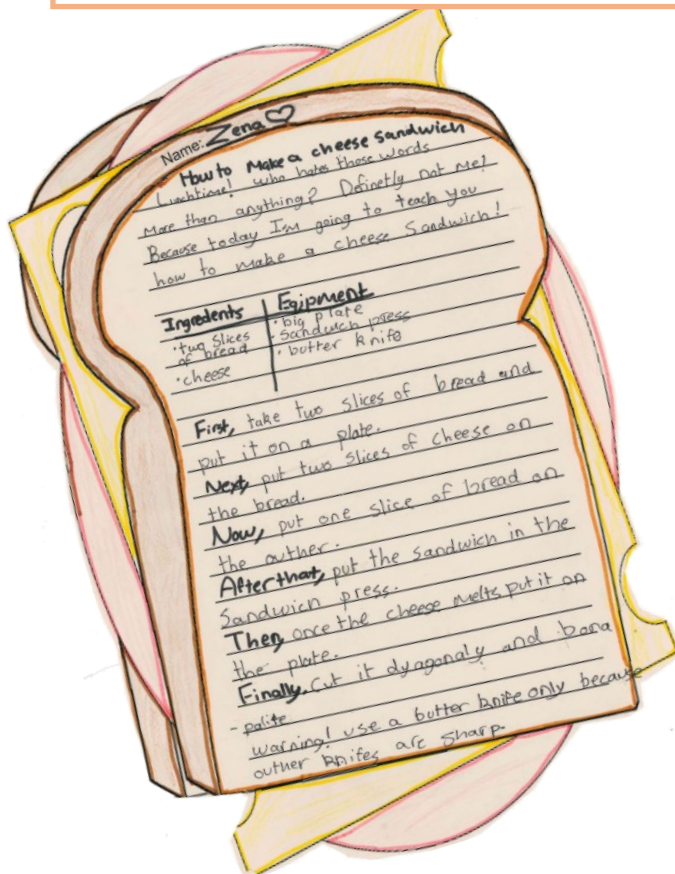 Name: Zena♡
How to Make a cheese sandwich
Lunchtime! who hates those words
More than anything? Definetly not me!
Because today I'm going to teach you
how to make a cheese Sandwich!
Ingredents
Eqipment
· two slices
of bread
· cheese
· big plate
· Sandwich press
· butter knife
First, take two slices of bread and
put it on a plate.
Next, put two slices of cheese on
the bread.
Now, put one slice of bread on
the outher.
After that, put the sandwich in the
Sandwich press.
Then, once the cheese melts put it on
the plate.
Finally. Cut it dyagonaly and bona
-patite
warning! use a butter knife only because
outher knifes are sharp.